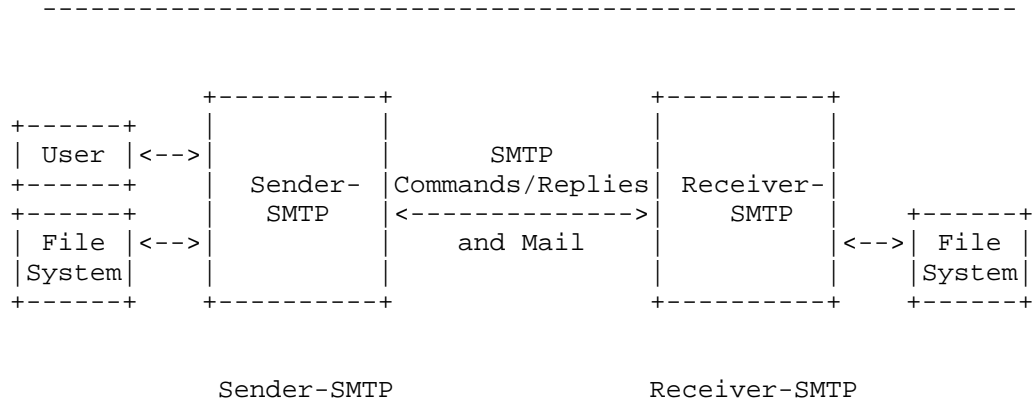 -------------------------------------------------------------
            +----------+                +----------+
+------+    |          |                |          |
| User |<-->|          |      SMTP      |          |
+------+    |  Sender- |Commands/Replies| Receiver-|
+------+    |   SMTP   |<-------------->|    SMTP  |    +------+
| File |<-->|          |    and Mail    |          |<-->| File |
|System|    |          |                |          |    |System|
+------+    +----------+                +----------+    +------+
             Sender-SMTP                Receiver-SMTP